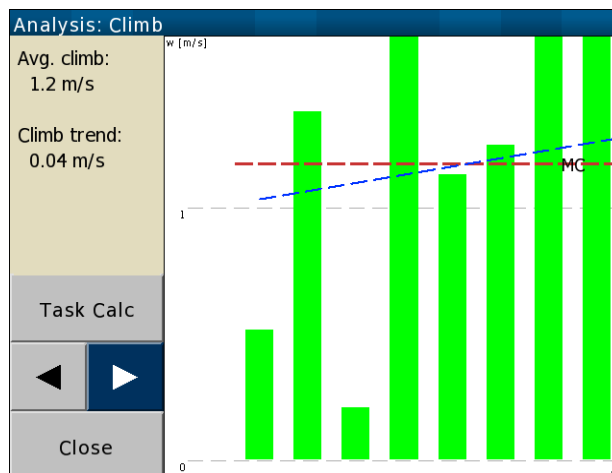 Analysis: Climb
Avg. climb:
1.2 m/s
Climb trend:
0.04 m/s
Task Calc
Close
w [m/s]
MC
1
0